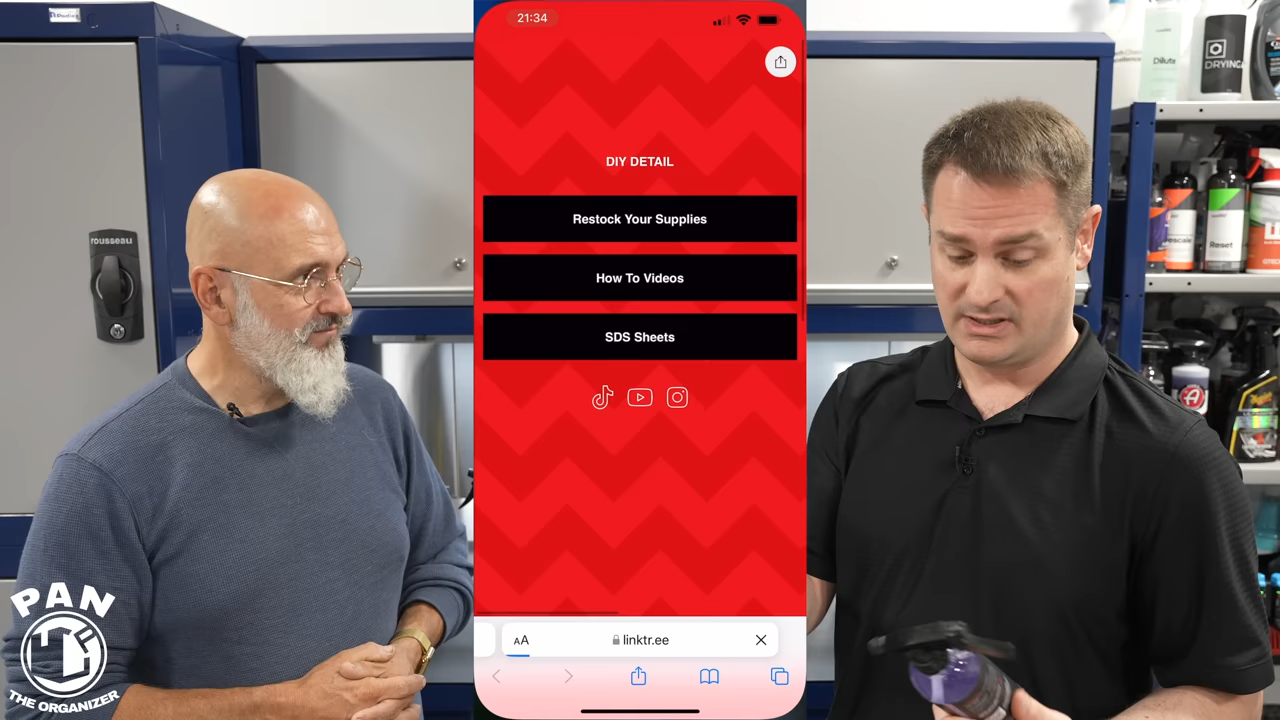 21:34
DIY DETAIL
Restock Your Supplies
How To Videos
SDS Sheets
AA
linktr.ee
rousseau
Dilute
DRYING
Reset
PAN
THE ORGANIZER